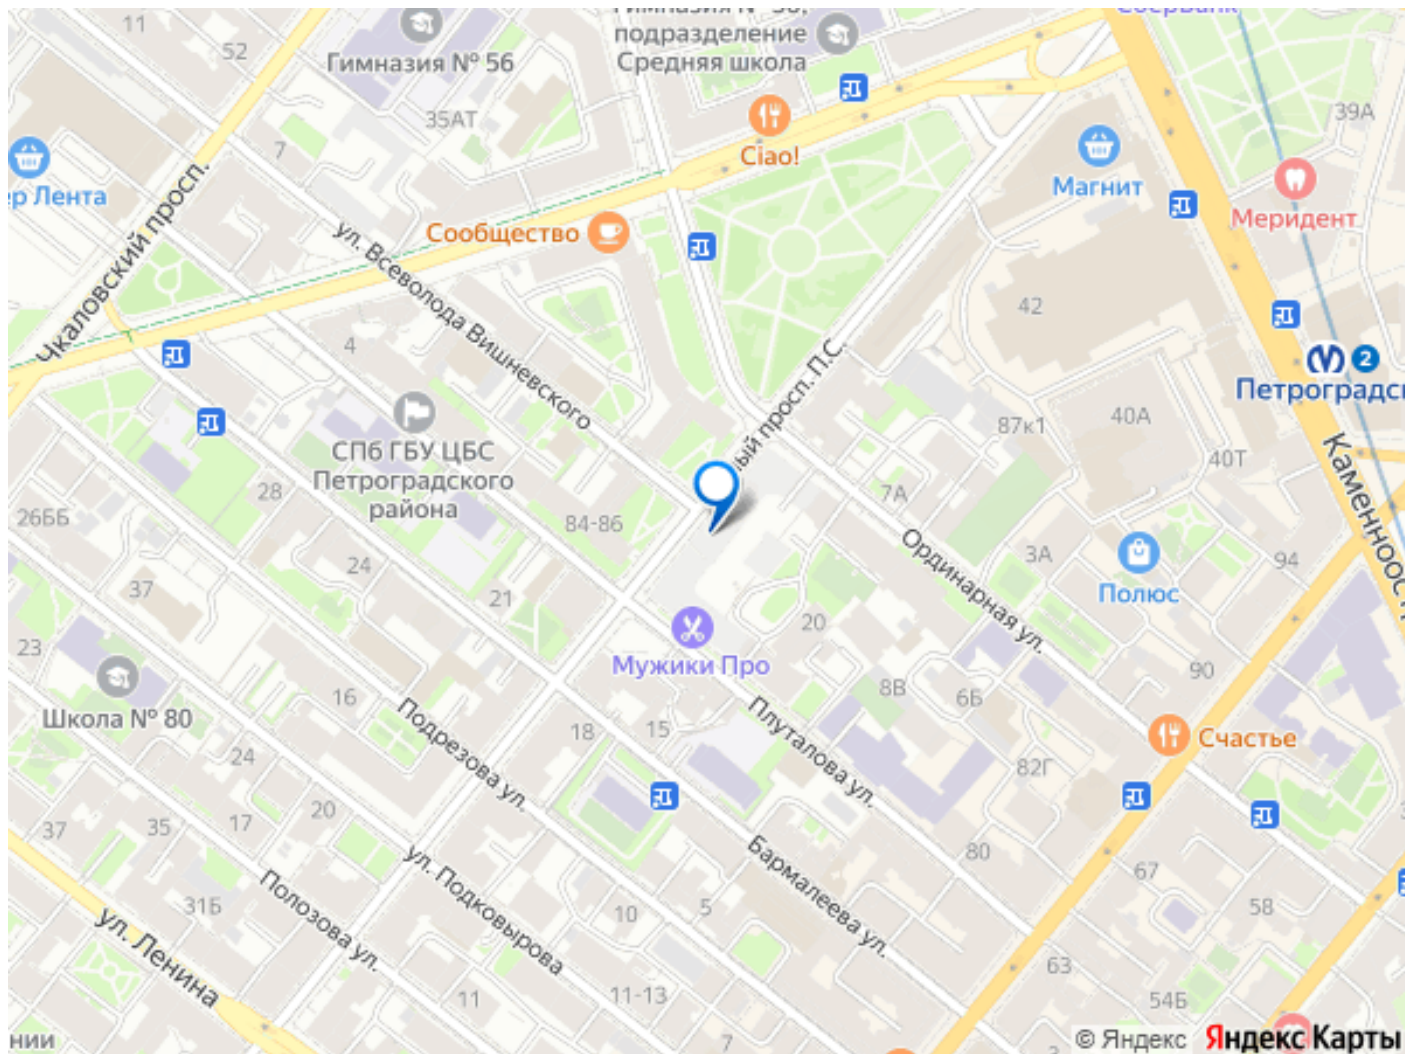 Сбербанк
11
52
Гимназия № 56
подразделение
Средняя школа
35АТ
7
Ciao!
39А
Магнит
Меридент
ер Лента
Сообщество
Чкаловский просп.
ул. Всеволода Вишневского
42
4
2
Петроградс
ый просп. П.С.
87к1
40А
40Т
Каменноост
СПб ГБУ ЦБС
Петроградского
района
28
26ББ
84-86
7А
24
37
21
Ординарная ул.
3А
94
Полюс
20
23
Мужики Про
8В
6Б
90
Школа № 80
16
Подрезова ул.
18
15
Плуталова ул.
Счастье
24
82Г
20
37
35
17
ул. Подковырова
Бармалеева ул.
80
67
31Б
Полозова ул.
ул. Ленина
10
5
58
63
11
11-13
54Б
7
нии
© Яндекс
Яндекс Карты